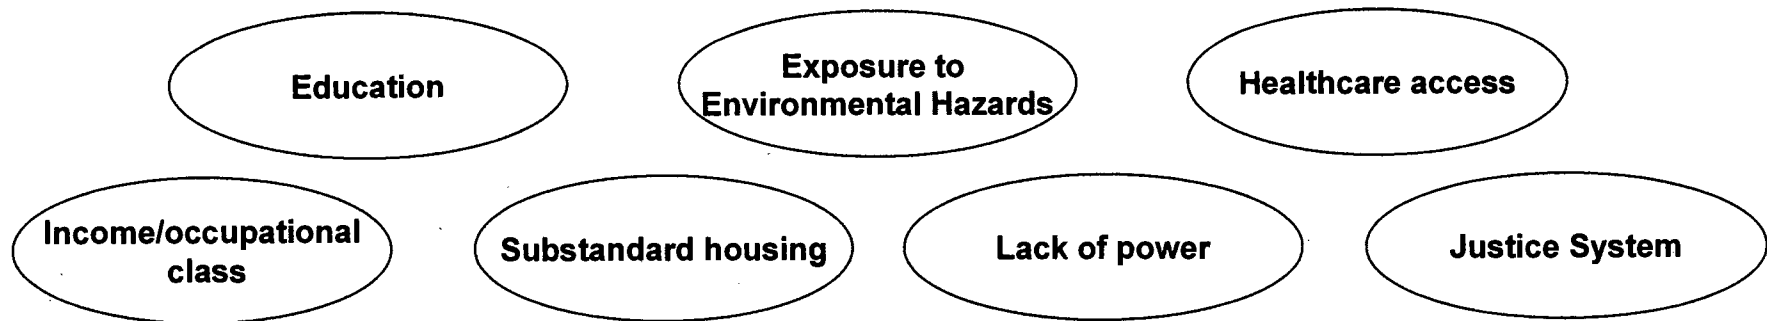 Education
Exposure to
Environmental Hazards
Healthcare access
Income/occupational
class
Substandard housing
Lack of power
Justice System